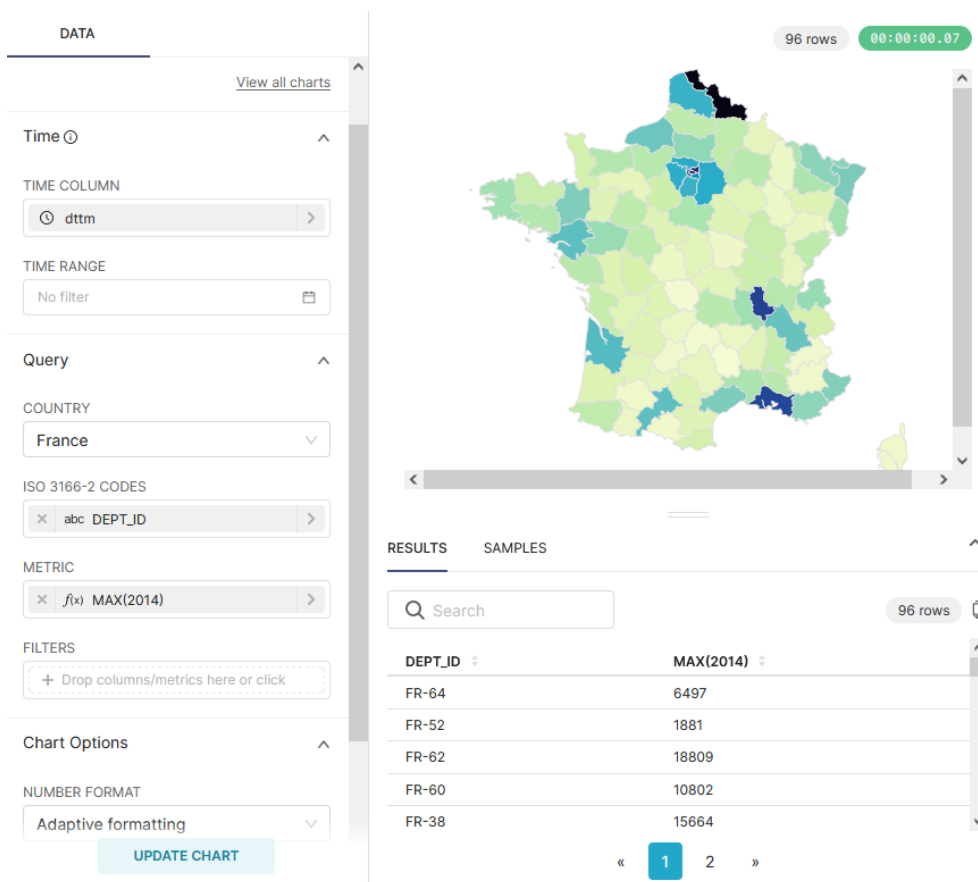 DATA
View all charts
Time
TIME COLUMN
dttm
TIME RANGE
No filter
Query
COUNTRY
France
ISO 3166-2 CODES
abc DEPT_ID
METRIC
f(x) MAX(2014)
FILTERS
+ Drop columns/metrics here or click
Chart Options
NUMBER FORMAT
Adaptive formatting
UPDATE CHART
96 rows 00:00:00.07
RESULTS SAMPLES
Search
96 rows
DEPT_ID MAX(2014)
FR-64 6497
FR-52 1881
FR-62 18809
FR-60 10802
FR-38 15664
« 1 2 »